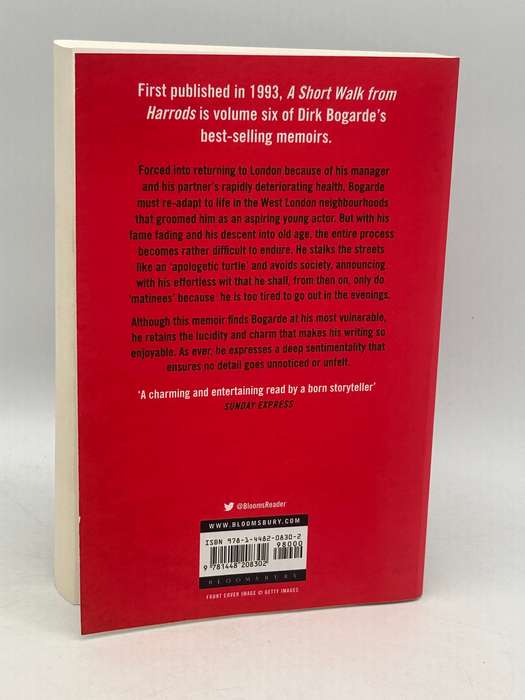 First published in 1993, A Short Walk from
Harrods is volume six of Dirk Bogarde's
best-selling memoirs.
Forced into returning to London because of his manager
and his partner's rapidly deteriorating health, Bogarde
must re-adapt to life in the West London neighbourhoods
that groomed him as an aspiring young actor. But with his
fame fading and his descent into old age, the entire process
becomes rather difficult to endure. He stalks the streets
like an 'apologetic turtle' and avoids society, announcing
with his effortless wit that he shall, from then on, only do
'matinees' because he is too tired to go out in the evenings.
Although this memoir finds Bogarde at his most vulnerable,
he retains the lucidity and charm that makes his writing so
enjoyable. As ever, he expresses a deep sentimentality that
ensures no detail goes unnoticed or unfelt.
'A charming and entertaining read by a born storyteller'
SUNDAY EXPRESS
@BloomsReader
WWW.BLOOMSBURY.COM
ISBN 978-1-4482-0830-2
98000
9 781448 208302
BLOOMSBURY
FRONT COVER IMAGE © GETTY IMAGES